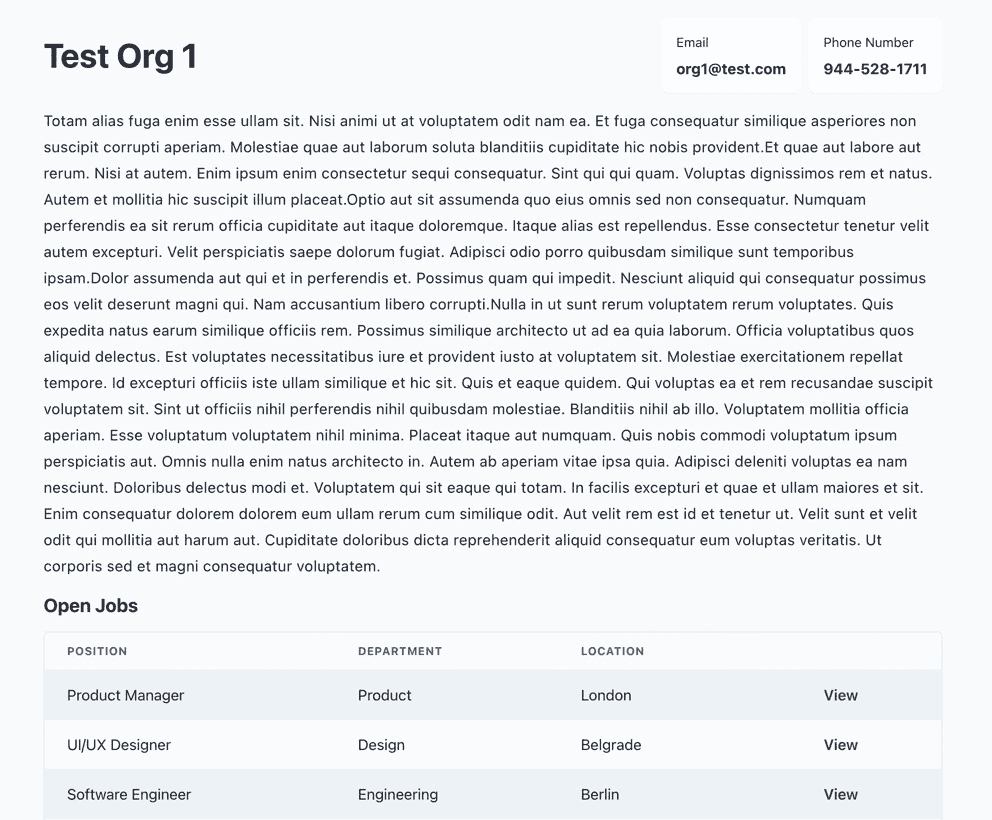 Test Org 1
Email
org1@test.com
Phone Number
944-528-1711
Totam alias fuga enim esse ullam sit. Nisi animi ut at voluptatem odit nam ea. Et fuga consequatur similique asperiores non
suscipit corrupti aperiam. Molestiae quae aut laborum soluta blanditiis cupiditate hic nobis provident.Et quae aut labore aut
rerum. Nisi at autem. Enim ipsum enim consectetur sequi consequatur. Sint qui qui quam. Voluptas dignissimos rem et natus.
Autem et mollitia hic suscipit illum placeat.Optio aut sit assumenda quo eius omnis sed non consequatur. Numquam
perferendis ea sit rerum officia cupiditate aut itaque doloremque. Itaque alias est repellendus. Esse consectetur tenetur velit
autem excepturi. Velit perspiciatis saepe dolorum fugiat. Adipisci odio porro quibusdam similique sunt temporibus
ipsam.Dolor assumenda aut qui et in perferendis et. Possimus quam qui impedit. Nesciunt aliquid qui consequatur possimus
eos velit deserunt magni qui. Nam accusantium libero corrupti.Nulla in ut sunt rerum voluptatem rerum voluptates. Quis
expedita natus earum similique officiis rem. Possimus similique architecto ut ad ea quia laborum. Officia voluptatibus quos
aliquid delectus. Est voluptates necessitatibus iure et provident iusto at voluptatem sit. Molestiae exercitationem repellat
tempore. Id excepturi officiis iste ullam similique et hic sit. Quis et eaque quidem. Qui voluptas ea et rem recusandae suscipit
voluptatem sit. Sint ut officiis nihil perferendis nihil quibusdam molestiae. Blanditiis nihil ab illo. Voluptatem mollitia officia
aperiam. Esse voluptatum voluptatem nihil minima. Placeat itaque aut numquam. Quis nobis commodi voluptatum ipsum
perspiciatis aut. Omnis nulla enim natus architecto in. Autem ab aperiam vitae ipsa quia. Adipisci deleniti voluptas ea nam
nesciunt. Doloribus delectus modi et. Voluptatem qui sit eaque qui totam. In facilis excepturi et quae et ullam maiores et sit.
Enim consequatur dolorem dolorem eum ullam rerum cum similique odit. Aut velit rem est id et tenetur ut. Velit sunt et velit
odit qui mollitia aut harum aut. Cupiditate doloribus dicta reprehenderit aliquid consequatur eum voluptas veritatis. Ut
corporis sed et magni consequatur voluptatem.
Open Jobs
POSITION DEPARTMENT LOCATION
Product Manager Product London View
UI/UX Designer Design Belgrade View
Software Engineer Engineering Berlin View